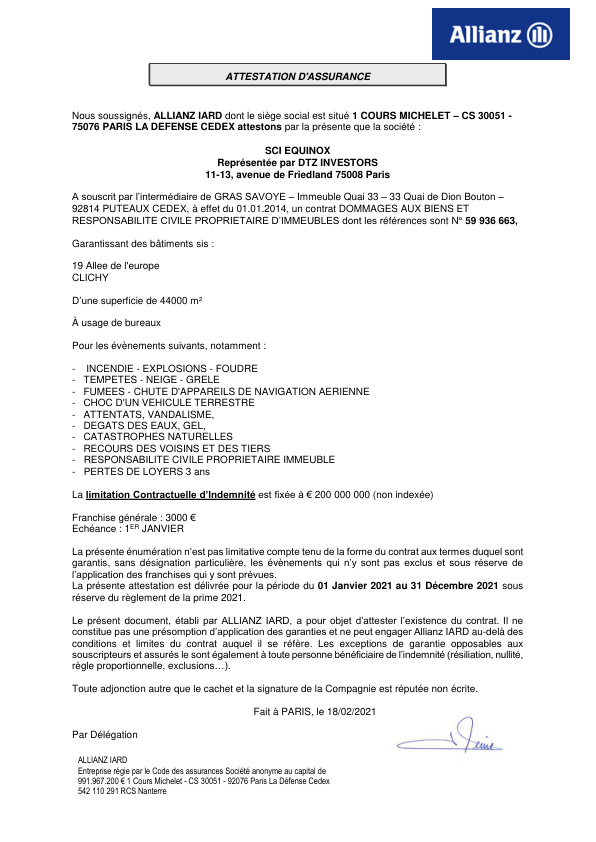 Allianz
ATTESTATION D'ASSURANCE
Nous soussignés, ALLIANZ IARD dont le siège social est situé 1 COURS MICHELET – CS 30051 -
75076 PARIS LA DEFENSE CEDEX attestons par la présente que la société :
SCI EQUINOX
Représentée par DTZ INVESTORS
11-13, avenue de Friedland 75008 Paris
A souscrit par l'intermédiaire de GRAS SAVOYE – Immeuble Quai 33 – 33 Quai de Dion Bouton –
92814 PUTEAUX CEDEX, à effet du 01.01.2014, un contrat DOMMAGES AUX BIENS ET
RESPONSABILITE CIVILE PROPRIETAIRE D'IMMEUBLES dont les références sont N° 59 936 663,
Garantissant des bâtiments sis :
19 Allee de l'europe
CLICHY
D'une superficie de 44000 m²
À usage de bureaux
Pour les évènements suivants, notamment :
- INCENDIE - EXPLOSIONS - FOUDRE
- TEMPETES - NEIGE - GRELE
- FUMEES - CHUTE D'APPAREILS DE NAVIGATION AERIENNE
- CHOC D'UN VEHICULE TERRESTRE
- ATTENTATS, VANDALISME,
- DEGATS DES EAUX, GEL,
- CATASTROPHES NATURELLES
- RECOURS DES VOISINS ET DES TIERS
- RESPONSABILITE CIVILE PROPRIETAIRE IMMEUBLE
- PERTES DE LOYERS 3 ans
La limitation Contractuelle d'Indemnité est fixée à € 200 000 000 (non indexée)
Franchise générale : 3000 €
Echéance : 1ER JANVIER
La présente énumération n'est pas limitative compte tenu de la forme du contrat aux termes duquel sont
garantis, sans désignation particulière, les évènements qui n'y sont pas exclus et sous réserve de
l'application des franchises qui y sont prévues.
La présente attestation est délivrée pour la période du 01 Janvier 2021 au 31 Décembre 2021 sous
réserve du règlement de la prime 2021.
Le présent document, établi par ALLIANZ IARD, a pour objet d'attester l'existence du contrat. Il ne
constitue pas une présomption d'application des garanties et ne peut engager Allianz IARD au-delà des
conditions et limites du contrat auquel il se réfère. Les exceptions de garantie opposables aux
souscripteurs et assurés le sont également à toute personne bénéficiaire de l'indemnité (résiliation, nullité,
règle proportionnelle, exclusions…).
Toute adjonction autre que le cachet et la signature de la Compagnie est réputée non écrite.
Fait à PARIS, le 18/02/2021
Par Délégation
ALLIANZ IARD
Entreprise régie par le Code des assurances Société anonyme au capital de
991.967.200 € 1 Cours Michelet - CS 30051 - 92076 Paris La Défense Cedex
542 110 291 RCS Nanterre